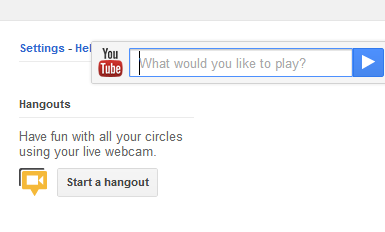 Settings - Hel
You
Tube
What would you like to play?
Hangouts
Have fun with all your circles
using your live webcam.
Start a hangout